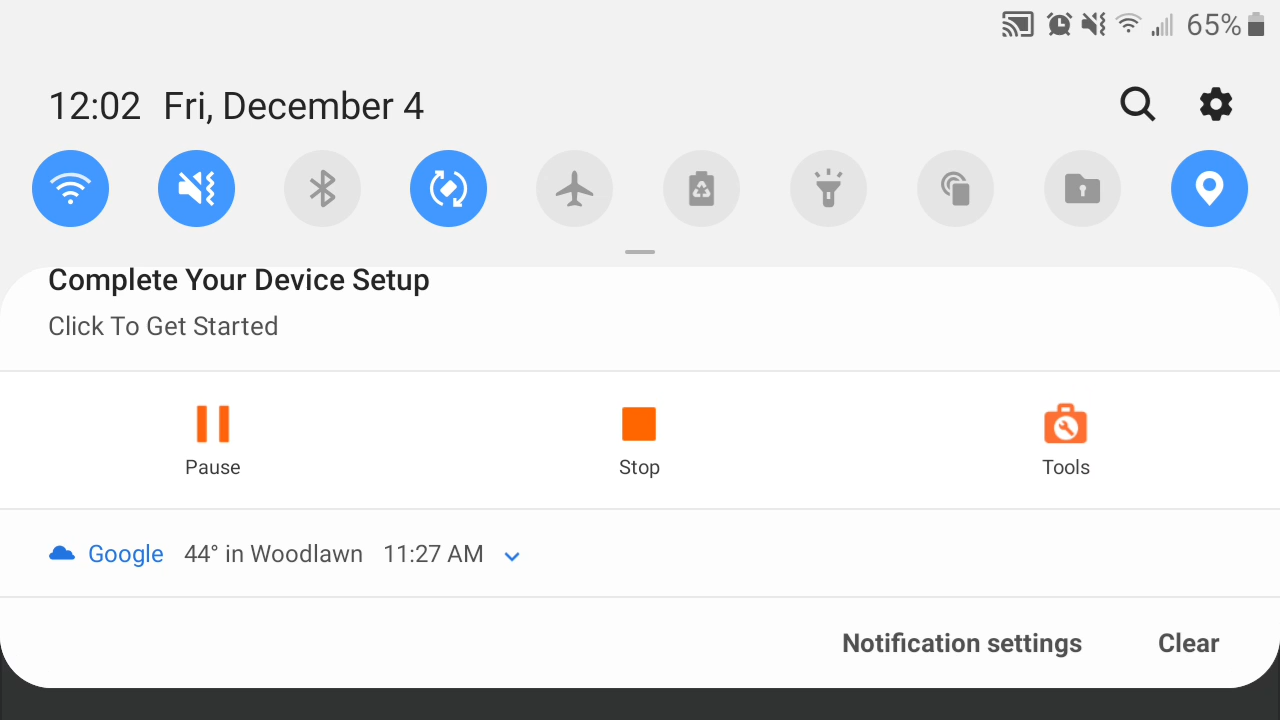 65%
12:02 Fri, December 4
Complete Your Device Setup
Click To Get Started
Pause
Stop
Tools
Google 44° in Woodlawn 11:27 AM
Notification settings
Clear